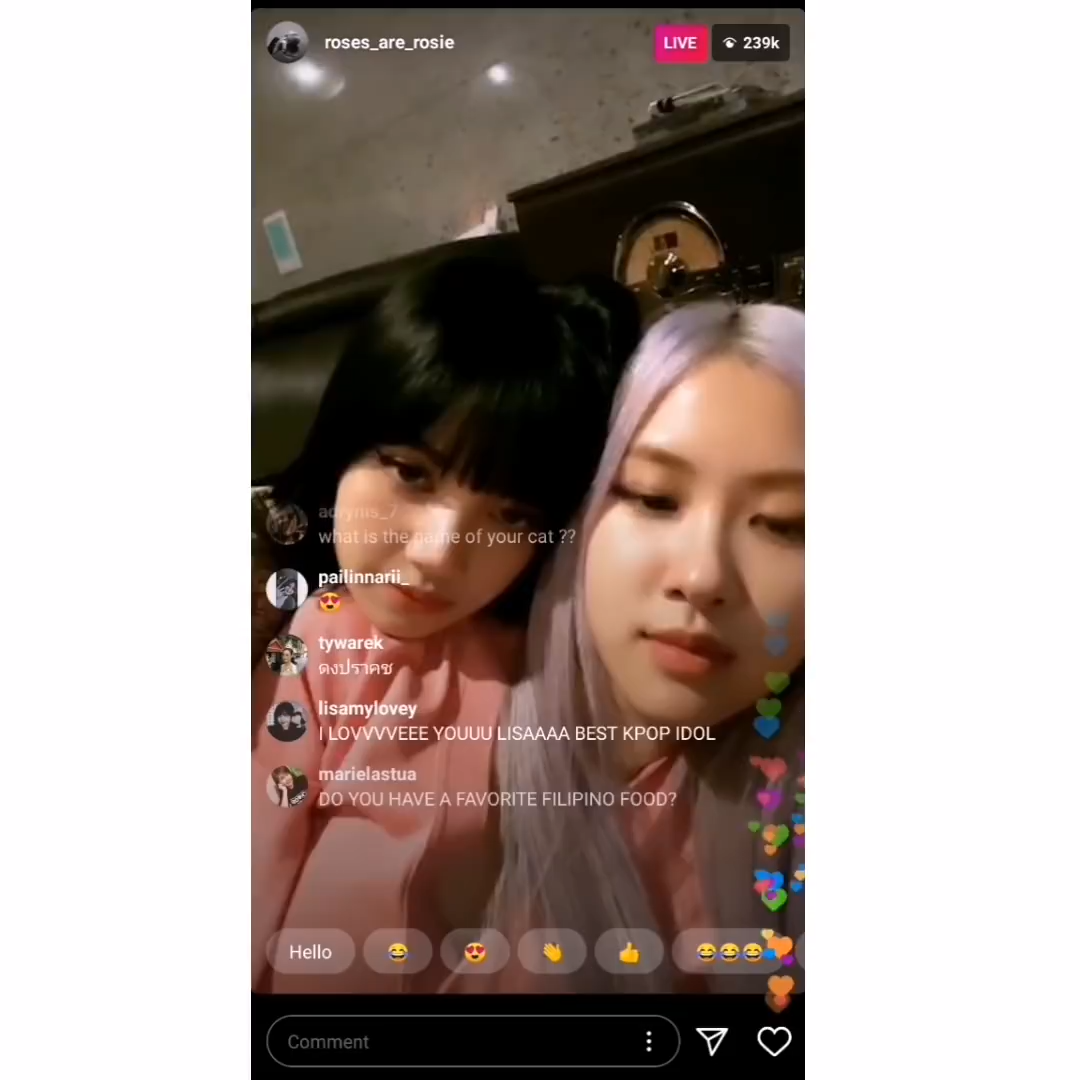 roses_are_rosie
LIVE
239k
what is the name of your cat ??
pailinnarii_
😍
tywarek
ดงปราคช
lisamylovey
I LOVVVVEEE YOUUU LISAAAA BEST KPOP IDOL
marielastua
DO YOU HAVE A FAVORITE FILIPINO FOOD?
Hello 😂 😍 👋 👍 😂😂😂
Comment